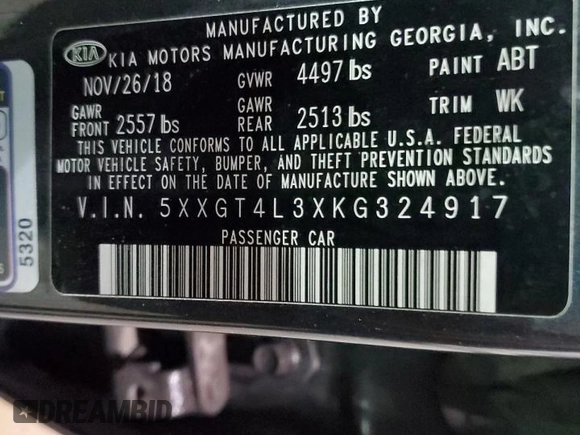 MANUFACTURED BY
KIA KIA MOTORS MANUFACTURING GEORGIA, INC.
NOV/26/18 GVWR 4497 lbs PAINT ABT
GAWR FRONT 2557 lbs GAWR REAR 2513 lbs TRIM WK
THIS VEHICLE CONFORMS TO ALL APPLICABLE U.S.A. FEDERAL
MOTOR VEHICLE SAFETY, BUMPER, AND THEFT PREVENTION STANDARDS
IN EFFECT ON THE DATE OF MANUFACTURE SHOWN ABOVE.
V.I.N. 5XXGT4L3XKG324917
PASSENGER CAR
5320
DREAMBID